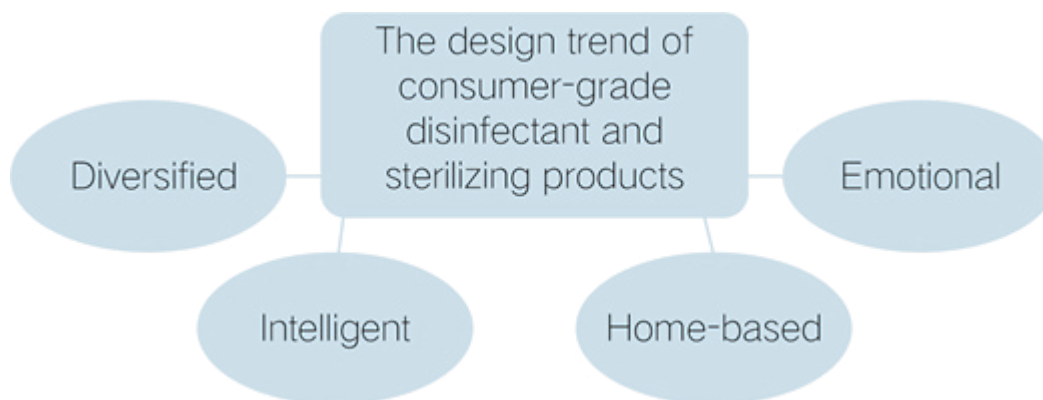 The design trend of
consumer-grade
disinfectant and
sterilizing products
Diversified
Emotional
Intelligent
Home-based